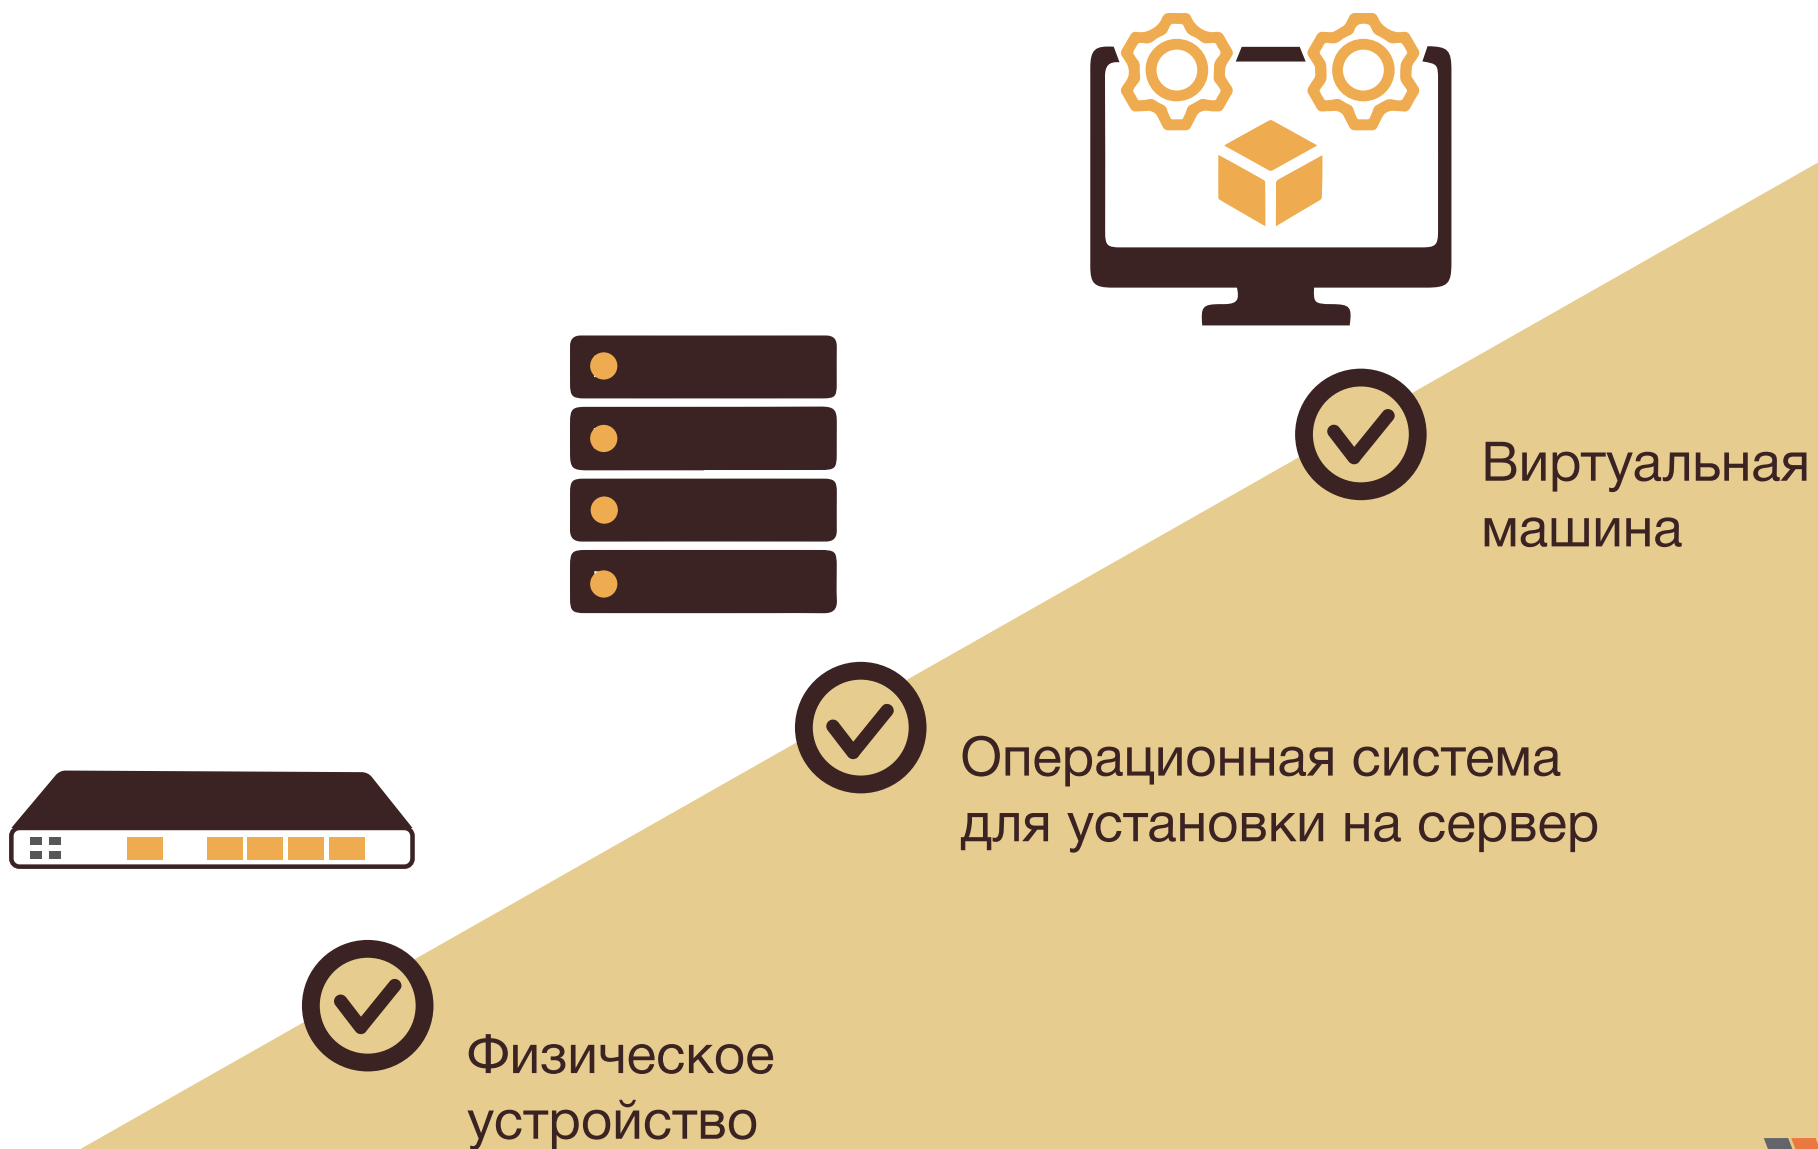 Виртуальная
машина
Операционная система
для установки на сервер
Физическое
устройство